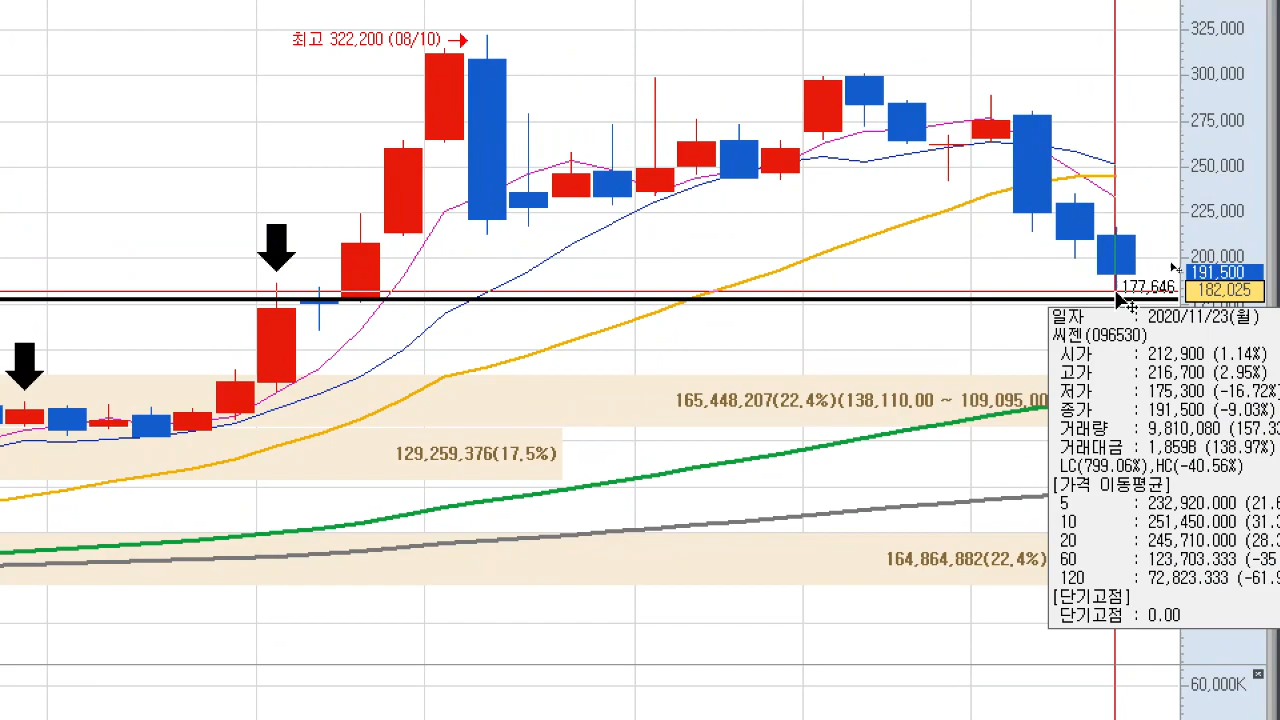 최고 322,200 (08/10)
325,000
300,000
275,000
250,000
225,000
200,000
191,500
177,646
182,025
165,448,207(22.4%)(138,110.00 ~ 109,095.00
129,259,376(17.5%)
164,864,882(22.4%)
일자 : 2020/11/23(월)
씨젠(096530)
시가 : 212,900 (1.14%)
고가 : 216,700 (2.95%)
저가 : 175,300 (-16.72%)
종가 : 191,500 (-9.03%)
거래량 : 9,810,080 (157.33
거래대금 : 1,859B (138.97%)
LC(799.06%),HC(-40.56%)
[가격 이동평균]
5 : 232,920.000 (21.6
10 : 251,450.000 (31.3
20 : 245,710.000 (28.3
60 : 123,703.333 (-35
120 : 72,823.333 (-61.9
[단기고점]
단기고점 : 0.00
60,000K